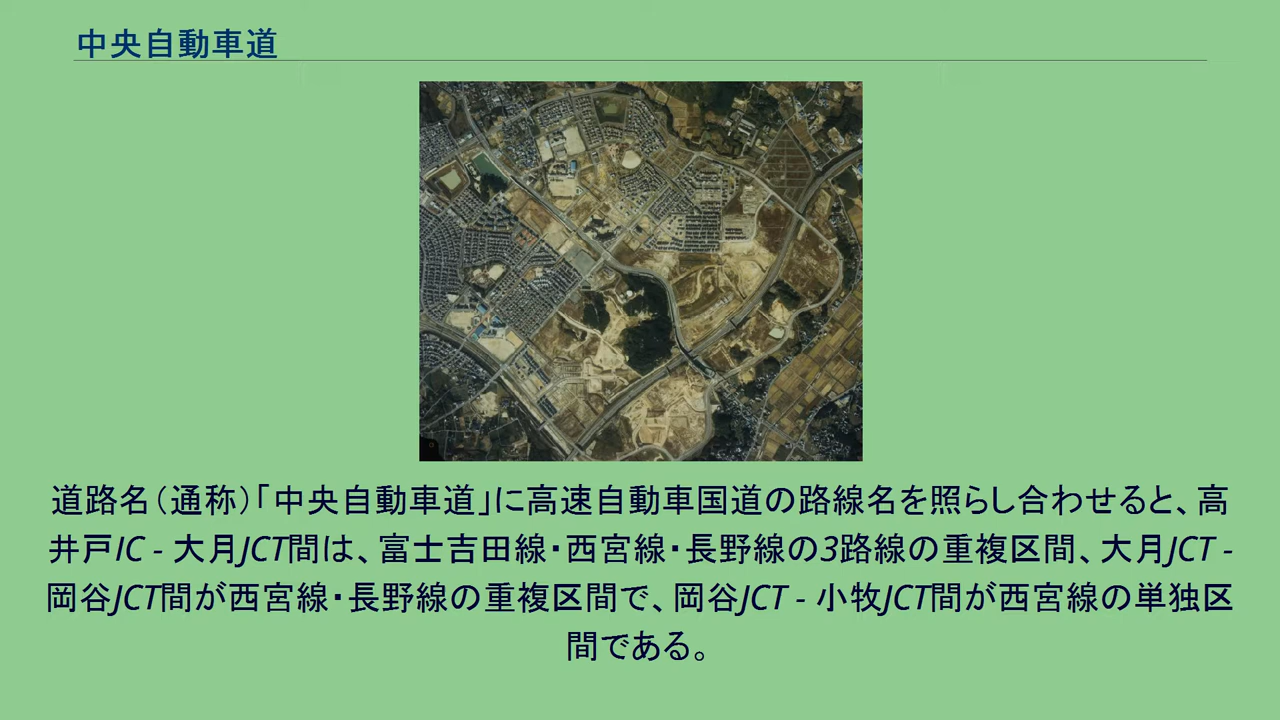 中央自動車道
道路名（通称）「中央自動車道」に高速自動車国道の路線名を照らし合わせると、高
井戸IC - 大月JCT間は、富士吉田線・西宮線・長野線の3路線の重複区間、大月JCT -
岡谷JCT間が西宮線・長野線の重複区間で、岡谷JCT - 小牧JCT間が西宮線の単独区
間である。